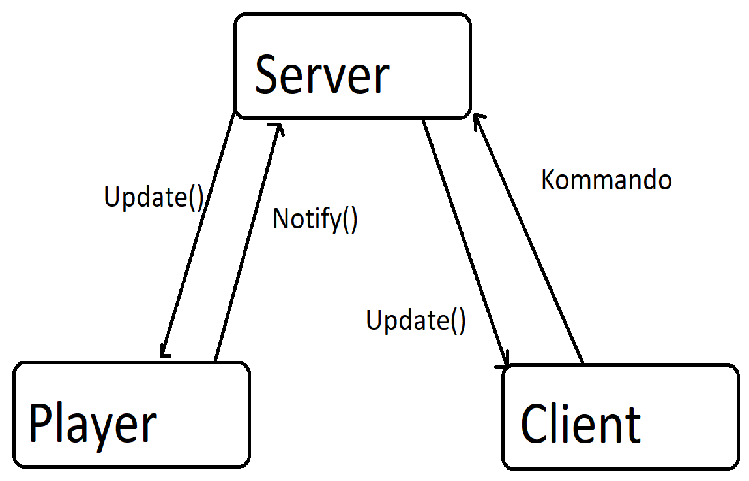 Server
Update()
Kommando
Notify()
Update()
Player
Client